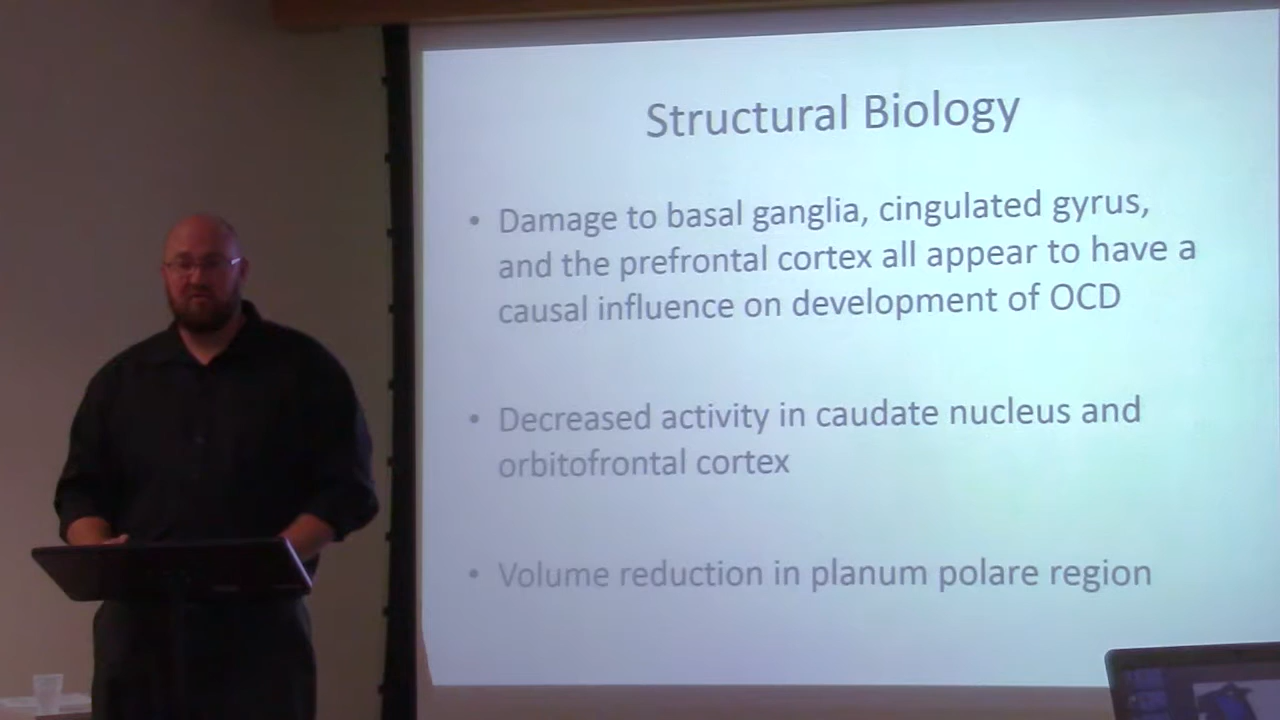 Structural Biology
• Damage to basal ganglia, cingulated gyrus,
and the prefrontal cortex all appear to have a
causal influence on development of OCD
• Decreased activity in caudate nucleus and
orbitofrontal cortex
• Volume reduction in planum polare region